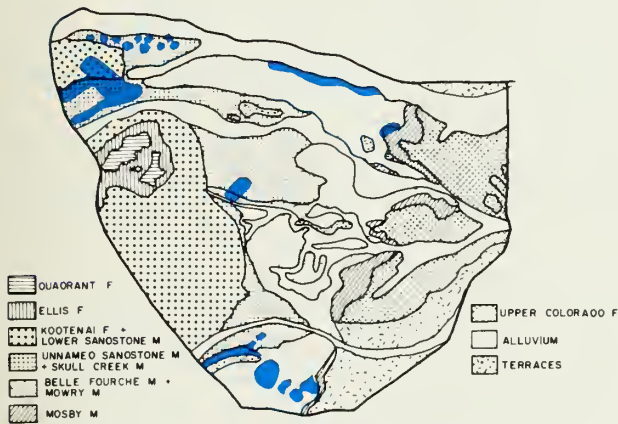 QUADRANT F
ELLIS F
KOOTENAI F +
LOWER SANDSTONE M
UNNAMED SANDSTONE M
+ SKULL CREEK M
BELLE FOURCHE M +
MOWRY M
MOSBY M
UPPER COLORADO F
ALLUVIUM
TERRACES